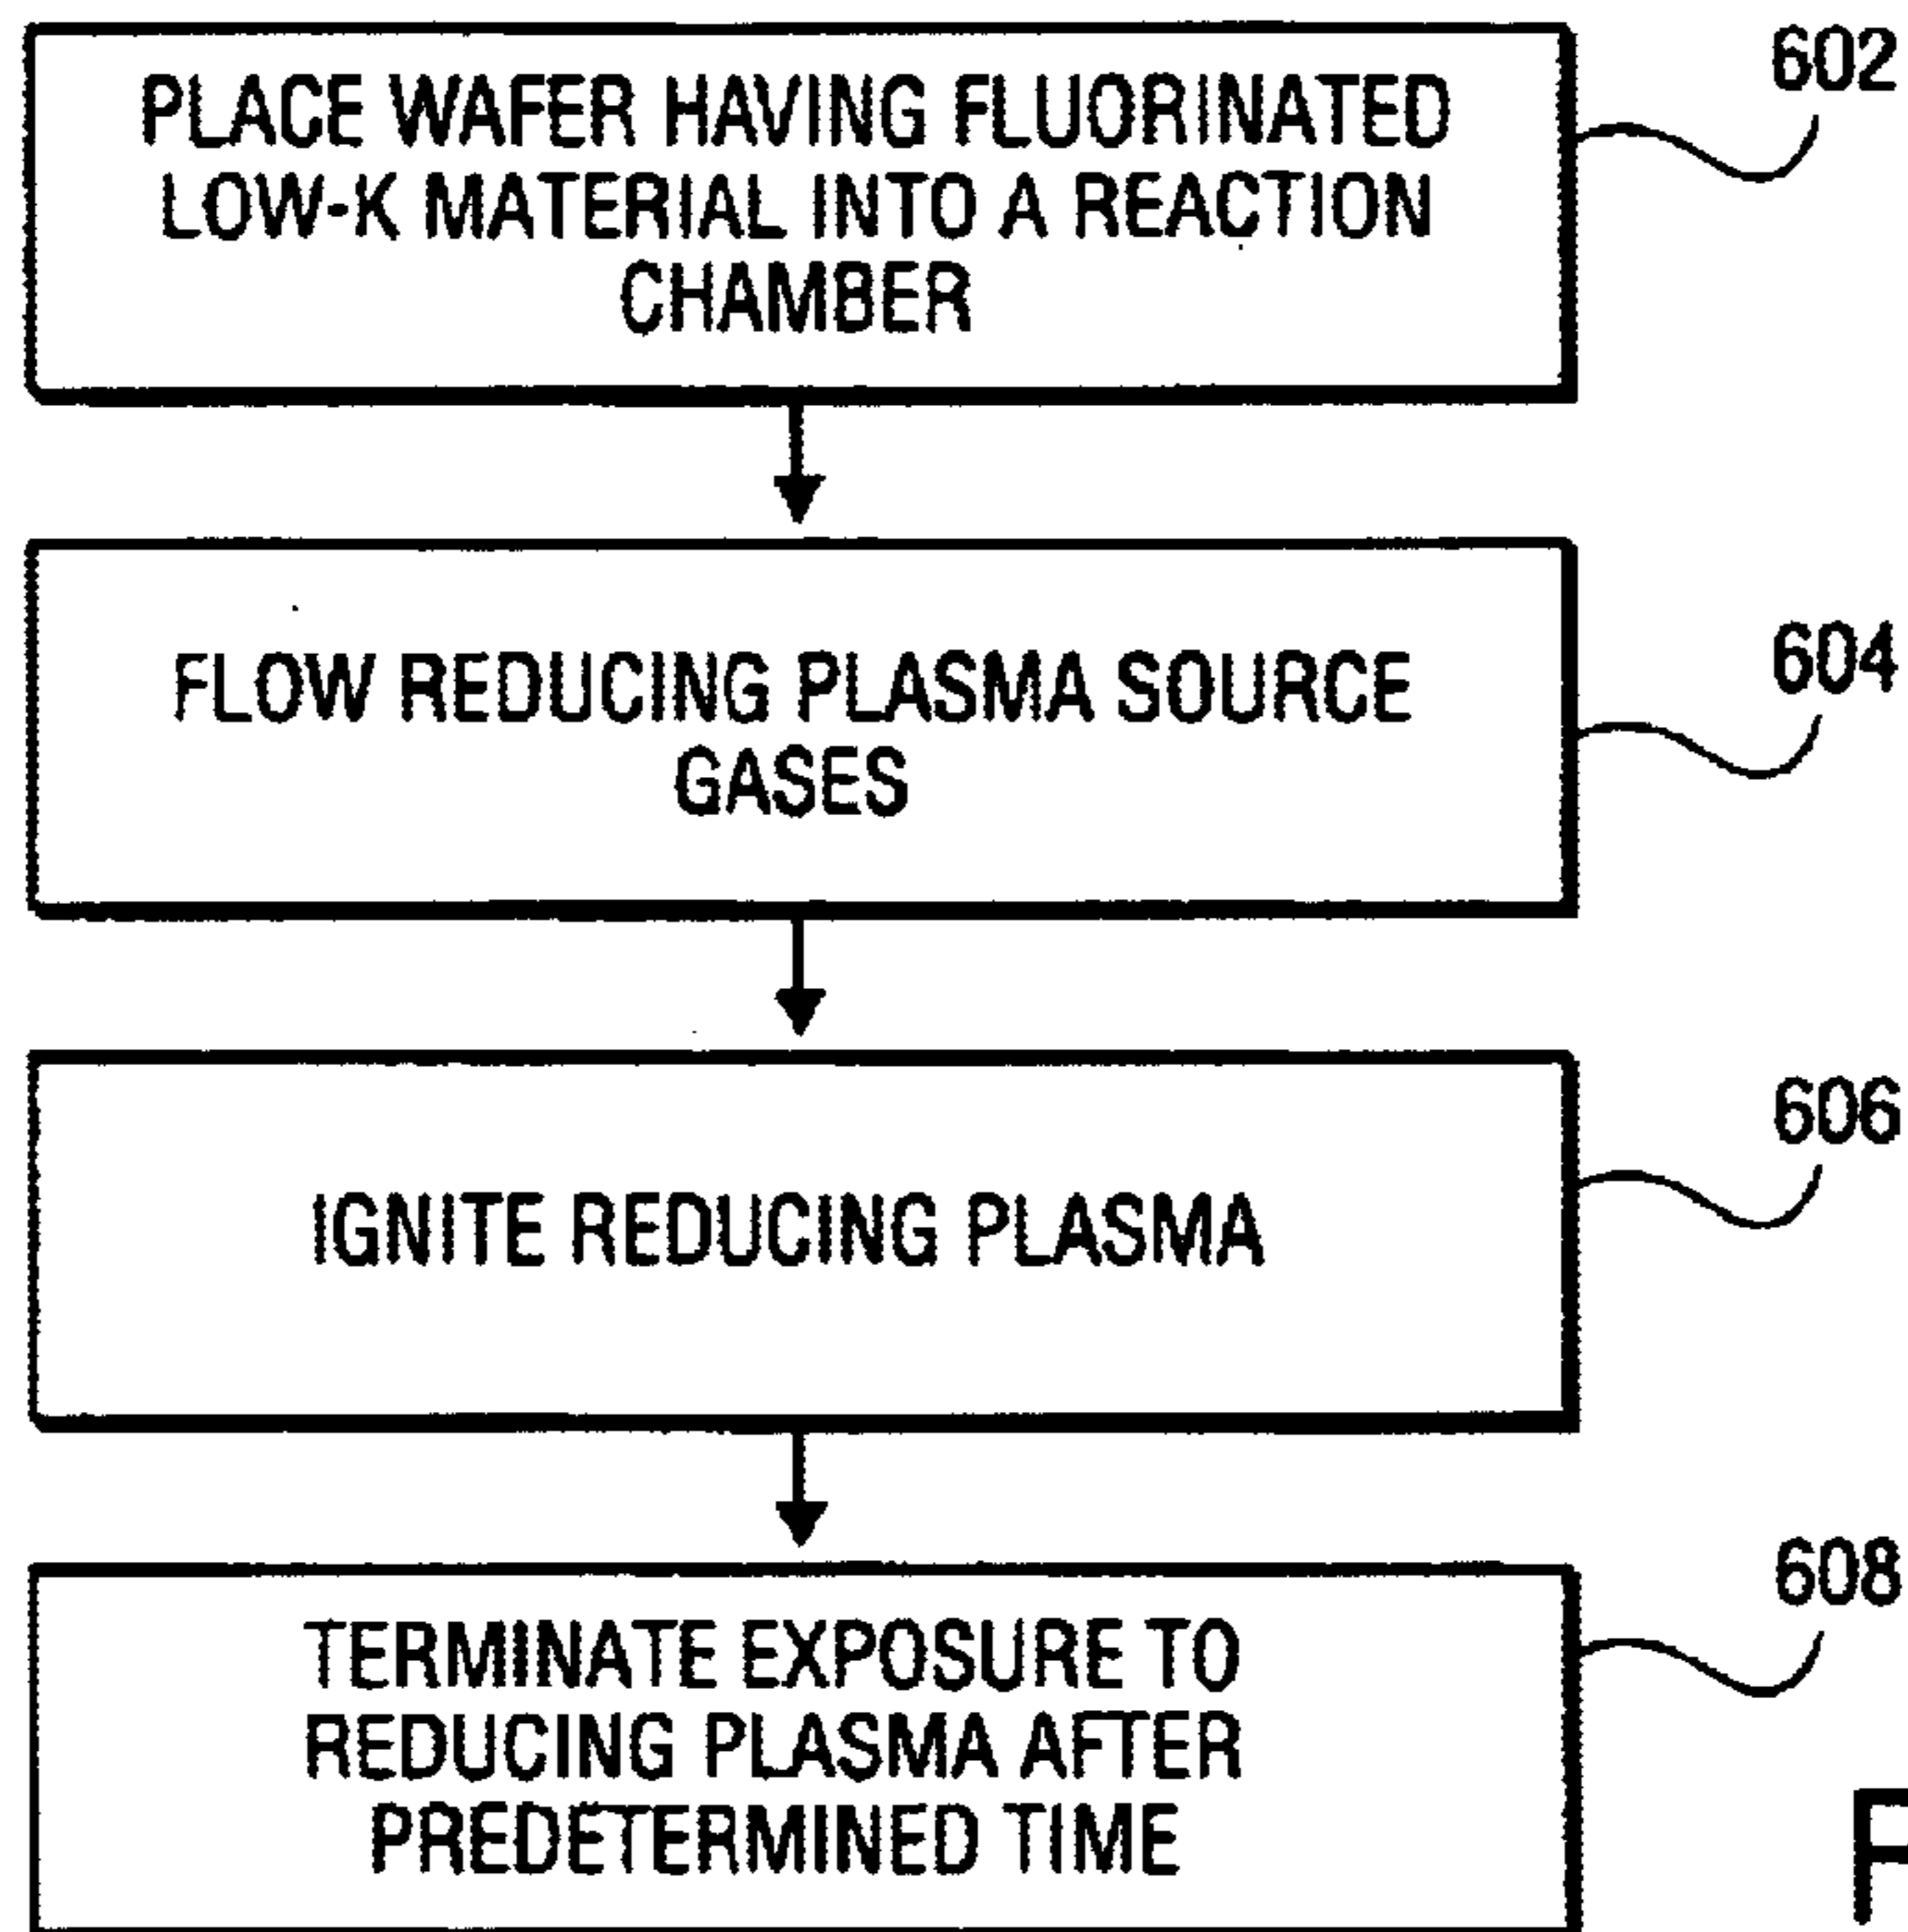 PLACE WAFER HAVING FLUORINATED
LOW-K MATERIAL INTO A REACTION
CHAMBER
602
FLOW REDUCING PLASMA SOURCE
GASES
604
IGNITE REDUCING PLASMA
606
TERMINATE EXPOSURE TO
REDUCING PLASMA AFTER
PREDETERMINED TIME
608